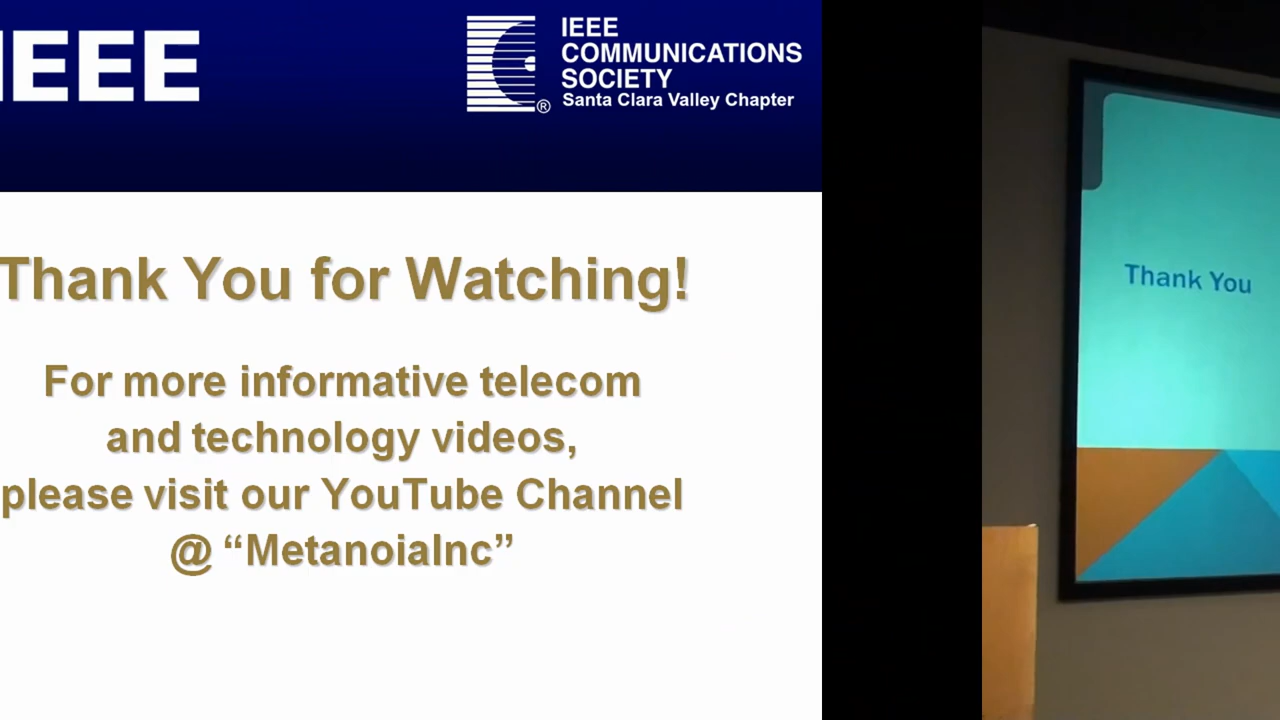 IEEE
IEEE
COMMUNICATIONS
SOCIETY
®
Santa Clara Valley Chapter
Thank You for Watching!
For more informative telecom
and technology videos,
please visit our YouTube Channel
@ “MetanoiaInc”
Thank You